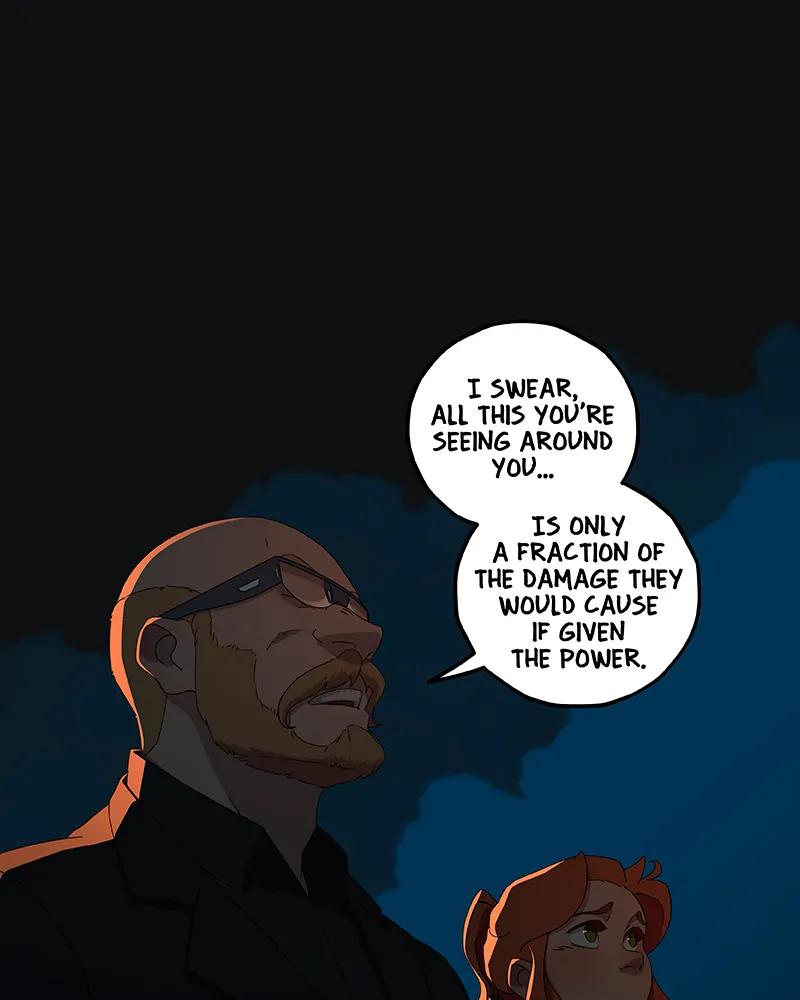 I SWEAR,
ALL THIS YOU'RE
SEEING AROUND
YOU...
IS ONLY
A FRACTION OF
THE DAMAGE THEY
WOULD CAUSE
IF GIVEN
THE POWER.